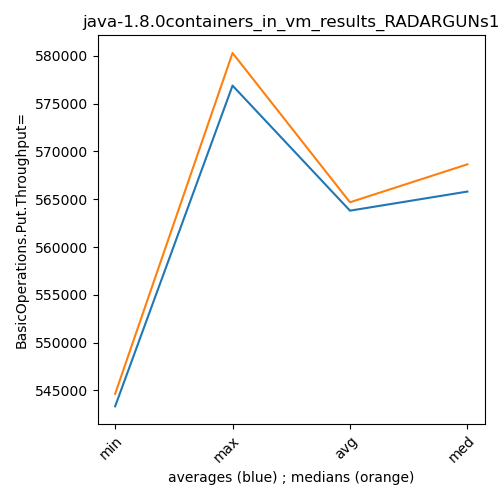 java-1.8.0containers_in_vm_results_RADARGUNs1
BasicOperations.Put.Throughput=
580000
575000
570000
565000
560000
555000
550000
545000
min
max
avg
med
averages (blue) ; medians (orange)